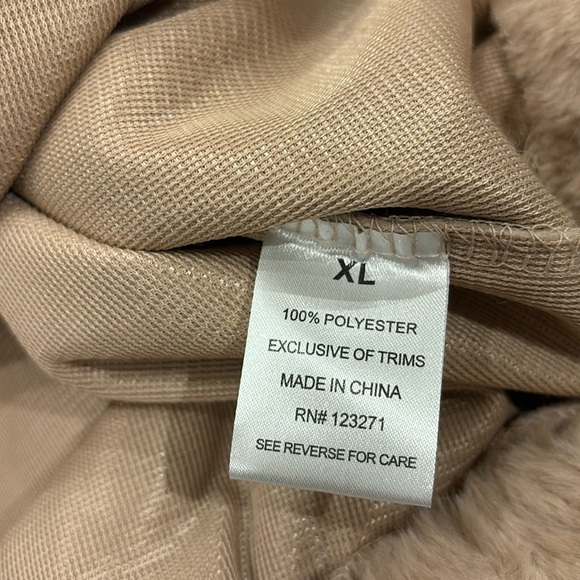 XL
100% POLYESTER
EXCLUSIVE OF TRIMS
MADE IN CHINA
RN# 123271
SEE REVERSE FOR CARE